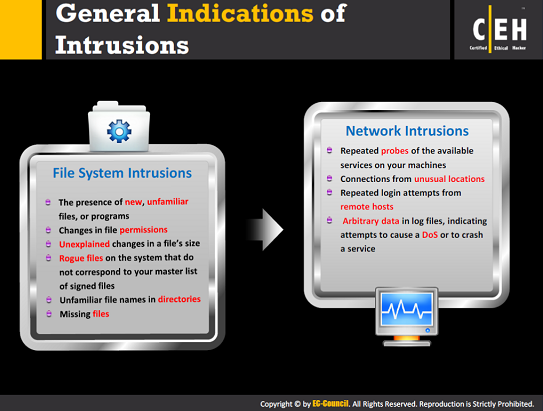 General Indications of
Intrusions
C|EH
Certified Ethical Hacker
File System Intrusions
The presence of new, unfamiliar
files, or programs
Changes in file permissions
Unexplained changes in a file's size
Rogue files on the system that do
not correspond to your master list
of signed files
Unfamiliar file names in directories
Missing files
Network Intrusions
Repeated probes of the available
services on your machines
Connections from unusual locations
Repeated login attempts from
remote hosts
Arbitrary data in log files, indicating
attempts to cause a DoS or to crash
a service
Copyright © by EC-Council. All Rights Reserved. Reproduction is Strictly Prohibited.